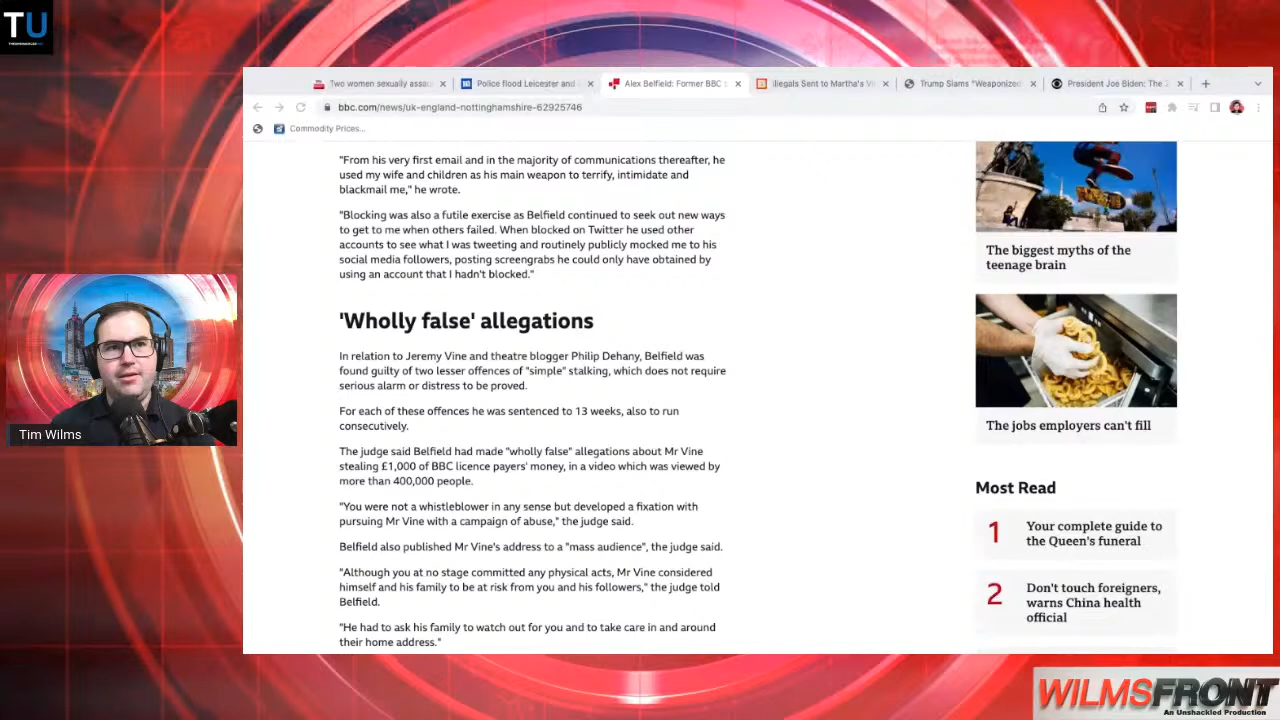 TU
Two women sexually assau
Police flood Leicester and
Alex Belfield: Former BBC
Illegals Sent to Martha's Vi
Trump Slams "Weaponized
President Joe Biden: The 2
bbc.com/news/uk-england-nottinghamshire-62925746
Commodity Prices...
"From his very first email and in the majority of communications thereafter, he
used my wife and children as his main weapon to terrify, intimidate and
blackmail me," he wrote.
"Blocking was also a futile exercise as Belfield continued to seek out new ways
to get to me when others failed. When blocked on Twitter he used other
accounts to see what I was tweeting and routinely publicly mocked me to his
social media followers, posting screengrabs he could only have obtained by
using an account that I hadn't blocked."
'Wholly false' allegations
In relation to Jeremy Vine and theatre blogger Philip Dehany, Belfield was
found guilty of two lesser offences of "simple" stalking, which does not require
serious alarm or distress to be proved.
For each of these offences he was sentenced to 13 weeks, also to run
consecutively.
The judge said Belfield had made "wholly false" allegations about Mr Vine
stealing £1,000 of BBC licence payers' money, in a video which was viewed by
more than 400,000 people.
"You were not a whistleblower in any sense but developed a fixation with
pursuing Mr Vine with a campaign of abuse," the judge said.
Belfield also published Mr Vine's address to a "mass audience", the judge said.
"Although you at no stage committed any physical acts, Mr Vine considered
himself and his family to be at risk from you and his followers," the judge told
Belfield.
"He had to ask his family to watch out for you and to take care in and around
their home address."
The biggest myths of the
teenage brain
The jobs employers can't fill
Most Read
1 Your complete guide to
the Queen's funeral
2 Don't touch foreigners,
warns China health
official
Tim Wilms
WILMSFRONT
An Unshackled Production